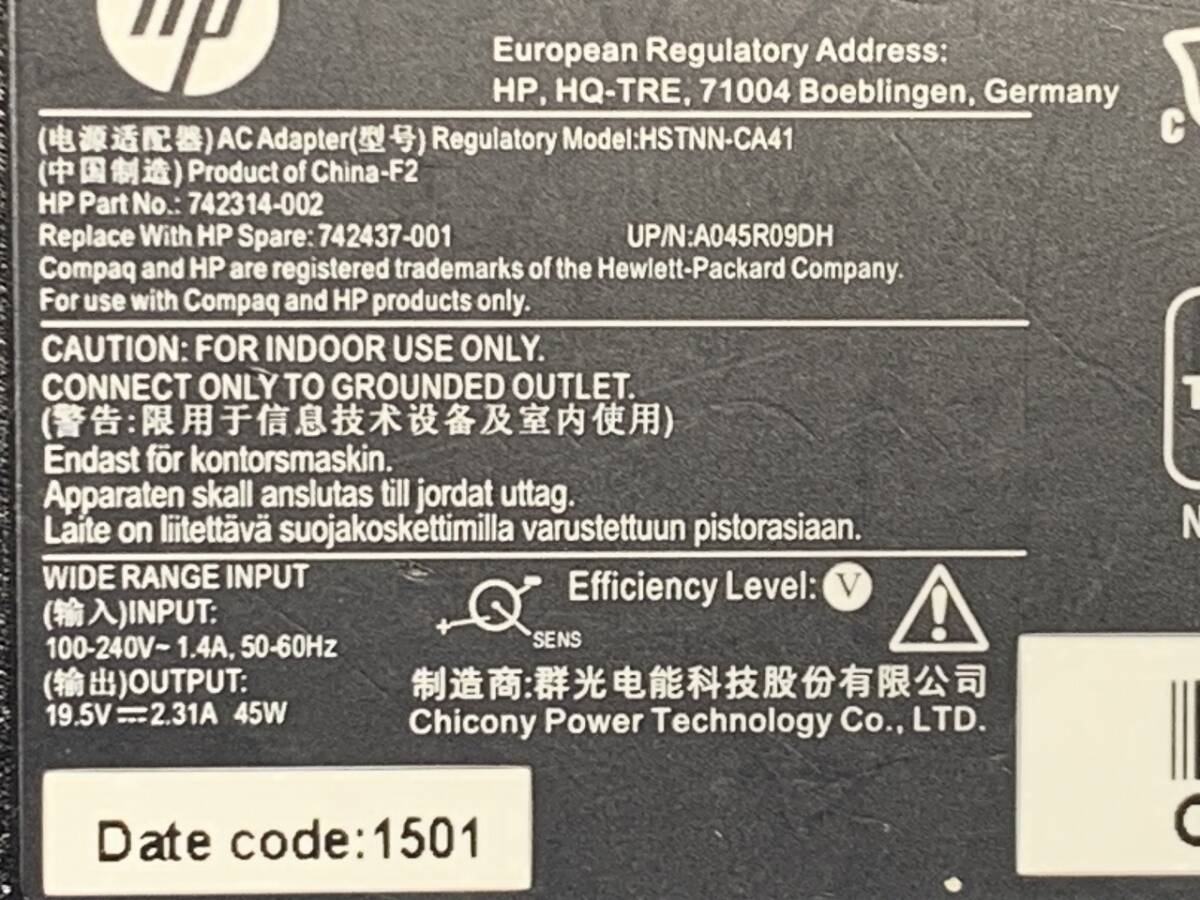 hp
European Regulatory Address:
HP, HQ-TRE, 71004 Boeblingen, Germany
(电源适配器) AC Adapter(型号) Regulatory Model:HSTNN-CA41
(中国制造) Product of China-F2
HP Part No.: 742314-002
Replace With HP Spare: 742437-001 UP/N:A045R09DH
Compaq and HP are registered trademarks of the Hewlett-Packard Company.
For use with Compaq and HP products only.
CAUTION: FOR INDOOR USE ONLY.
CONNECT ONLY TO GROUNDED OUTLET.
(警告:限用于信息技术设备及室内使用)
Endast för kontorsmaskin.
Apparaten skall anslutas till jordat uttag.
Laite on liitettävä suojakoskettimilla varustettuun pistorasiaan.
WIDE RANGE INPUT
(输入)INPUT:
100-240V~ 1.4A, 50-60Hz
(输出)OUTPUT:
19.5V⎓2.31A 45W
SENS
Efficiency Level: V
制造商:群光电能科技股份有限公司
Chicony Power Technology Co., LTD.
Date code:1501